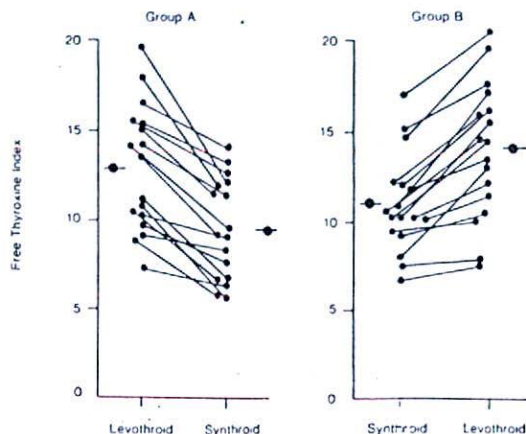 Group A
Group B
20
15
10
5
0
20
15
10
5
0
Free Thyroxine Index
Levothroid
Synthroid
Synthroid
Levothroid